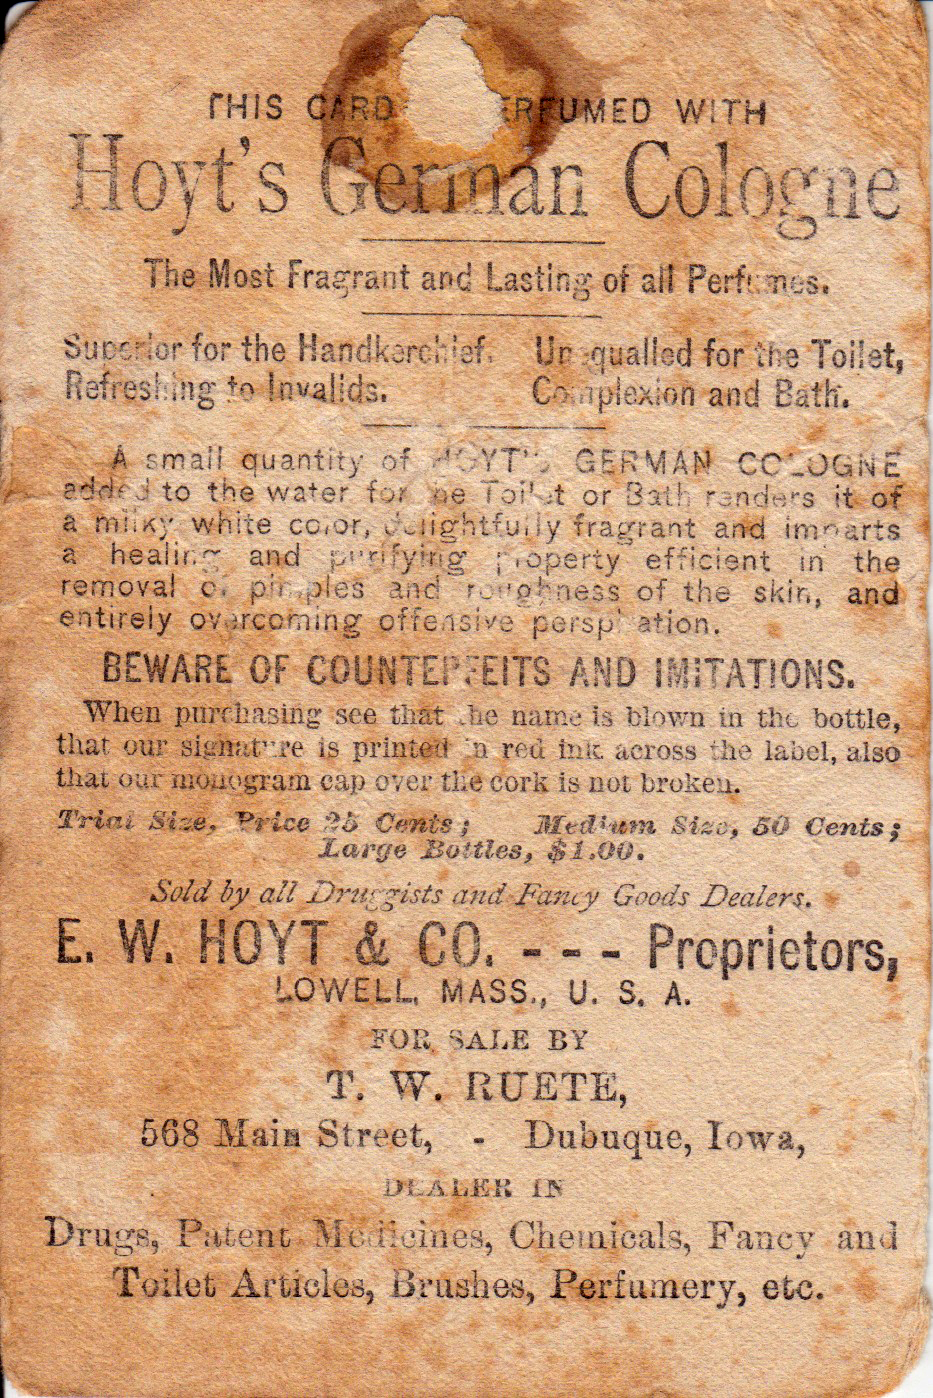 THIS CARD PERFUMED WITH
Hoyt's German Cologne
The Most Fragrant and Lasting of all Perfumes.
Superior for the Handkerchief. Unequalled for the Toilet,
Refreshing to Invalids. Complexion and Bath.
A small quantity of HOYT'S GERMAN COLOGNE
added to the water for the Toilet or Bath renders it of
a milky white color, delightfully fragrant and imparts
a healing and purifying property efficient in the
removal of pimples and roughness of the skin, and
entirely overcoming offensive perspiration.
BEWARE OF COUNTERFEITS AND IMITATIONS.
When purchasing see that the name is blown in the bottle,
that our signature is printed in red ink across the label, also
that our monogram cap over the cork is not broken.
Trial Size, Price 25 Cents; Medium Size, 50 Cents;
Large Bottles, $1.00.
Sold by all Druggists and Fancy Goods Dealers.
E. W. HOYT & CO. - - - Proprietors,
LOWELL, MASS., U. S. A.
FOR SALE BY
T. W. RUETE,
568 Main Street, - Dubuque, Iowa,
DEALER IN
Drugs, Patent Medicines, Chemicals, Fancy and
Toilet Articles, Brushes, Perfumery, etc.